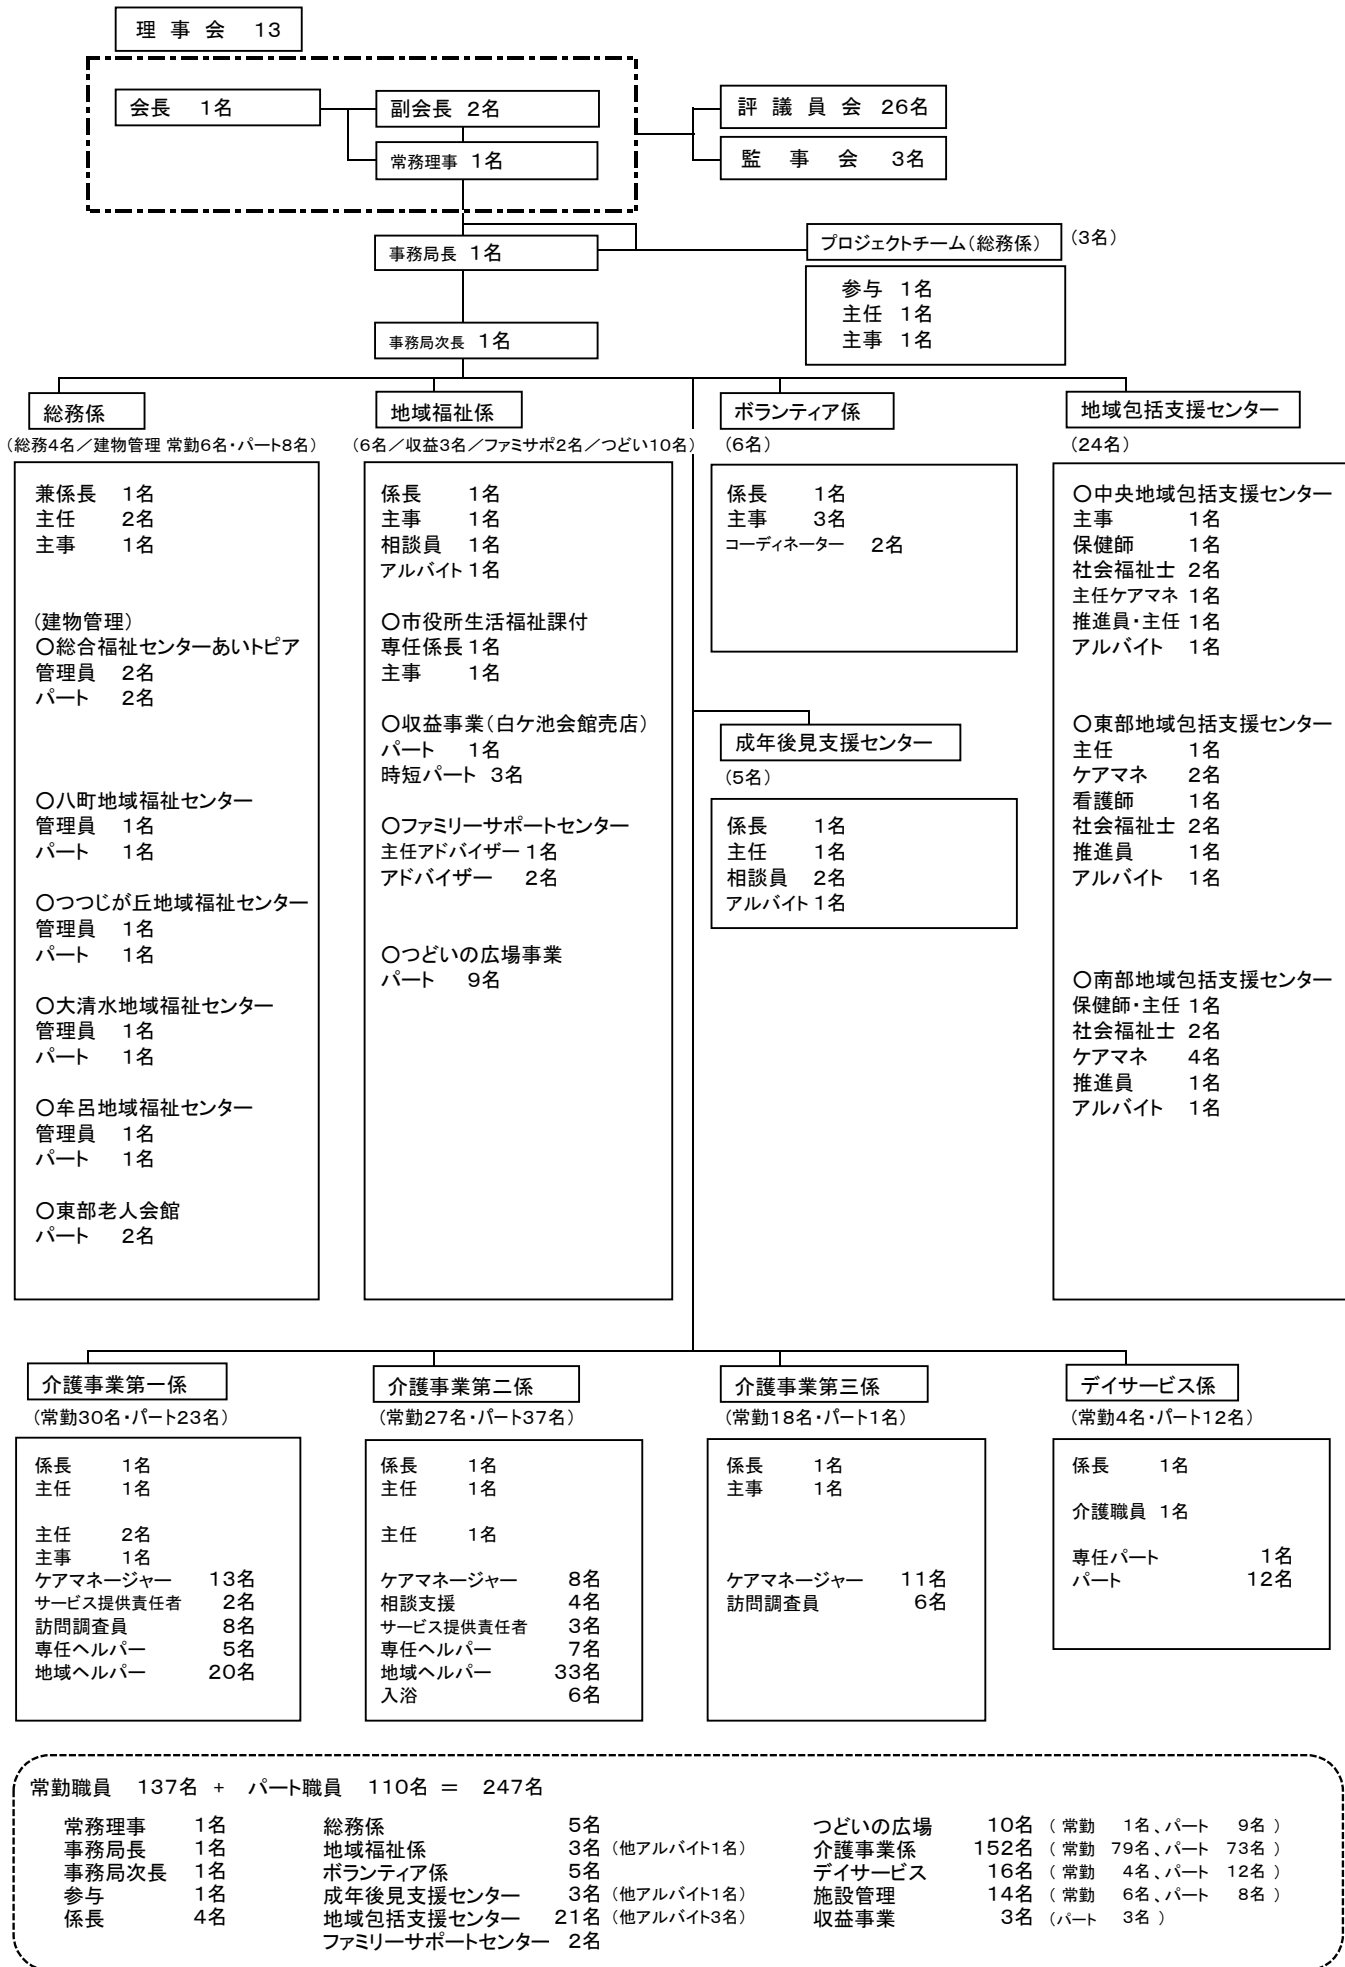 理 事 会 13
会長 1名
副会長 2名
常務理事 1名
評 議 員 会 26名
監 事 会 3名
事務局長 1名
プロジェクトチーム(総務係) (3名)
参与 1名
主任 1名
主事 1名
事務局次長 1名
総務係
(総務4名/建物管理 常勤6名・パート8名)
兼係長 1名
主任 2名
主事 1名
(建物管理)
○総合福祉センターあいトピア
管理員 2名
パート 2名
○八町地域福祉センター
管理員 1名
パート 1名
○つつじが丘地域福祉センター
管理員 1名
パート 1名
○大清水地域福祉センター
管理員 1名
パート 1名
○牟呂地域福祉センター
管理員 1名
パート 1名
○東部老人会館
パート 2名
地域福祉係
(6名/収益3名/ファミサポ2名/つどい10名)
係長 1名
主事 1名
相談員 1名
アルバイト 1名
○市役所生活福祉課付
専任係長 1名
主事 1名
○収益事業(白ケ池会館売店)
パート 1名
時短パート 3名
○ファミリーサポートセンター
主任アドバイザー 1名
アドバイザー 2名
○つどいの広場事業
パート 9名
ボランティア係
(6名)
係長 1名
主事 3名
コーディネーター 2名
成年後見支援センター
(5名)
係長 1名
主任 1名
相談員 2名
アルバイト 1名
地域包括支援センター
(24名)
○中央地域包括支援センター
主事 1名
保健師 1名
社会福祉士 2名
主任ケアマネ 1名
推進員・主任 1名
アルバイト 1名
○東部地域包括支援センター
主任 1名
ケアマネ 2名
看護師 1名
社会福祉士 2名
推進員 1名
アルバイト 1名
○南部地域包括支援センター
保健師・主任 1名
社会福祉士 2名
ケアマネ 4名
推進員 1名
アルバイト 1名
介護事業第一係
(常勤30名・パート23名)
係長 1名
主任 1名
主任 2名
主事 1名
ケアマネージャー 13名
サービス提供責任者 2名
訪問調査員 8名
専任ヘルパー 5名
地域ヘルパー 20名
介護事業第二係
(常勤27名・パート37名)
係長 1名
主任 1名
主任 1名
ケアマネージャー 8名
相談支援 4名
サービス提供責任者 3名
専任ヘルパー 7名
地域ヘルパー 33名
入浴 6名
介護事業第三係
(常勤18名・パート1名)
係長 1名
主事 1名
ケアマネージャー 11名
訪問調査員 6名
デイサービス係
(常勤4名・パート12名)
係長 1名
介護職員 1名
専任パート 1名
パート 12名
常勤職員 137名 + パート職員 110名 = 247名
常務理事 1名
事務局長 1名
事務局次長 1名
参与 1名
係長 4名
総務係 5名
地域福祉係 3名 (他アルバイト1名)
ボランティア係 5名
成年後見支援センター 3名 (他アルバイト1名)
地域包括支援センター 21名 (他アルバイト3名)
ファミリーサポートセンター 2名
つどいの広場 10名 ( 常勤 1名、パート 9名 )
介護事業係 152名 ( 常勤 79名、パート 73名 )
デイサービス 16名 ( 常勤 4名、パート 12名 )
施設管理 14名 ( 常勤 6名、パート 8名 )
収益事業 3名 (パート 3名 )